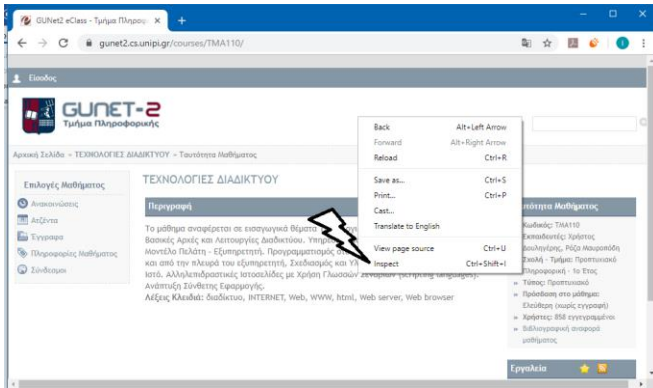 GUNet2 eClass - Τμήμα Πληρο
gunet2.cs.unipi.gr/courses/TMA110/
Είσοδος
GUNET-2
Τμήμα Πληροφορικής
Αρχική Σελίδα » ΤΕΧΝΟΛΟΓΙΕΣ ΔΙΑΔΙΚΤΥΟΥ » Ταυτότητα Μαθήματος
Επιλογές Μαθήματος
Ανακοινώσεις
Ατζέντα
Έγγραφα
Πληροφορίες Μαθήματος
Σύνδεσμοι
ΤΕΧΝΟΛΟΓΙΕΣ ΔΙΑΔΙΚΤΥΟΥ
Περιγραφή
Το μάθημα αναφέρεται σε εισαγωγικά θέματα
Βασικές Αρχές και Λειτουργίες Διαδικτύου.
Μοντέλο Πελάτη - Εξυπηρετητή. Προγραμματισμός
και από την πλευρά του εξυπηρετητή, Σχεδιασμός και
Ιστό. Αλληλεπιδραστικές Ιστοσελίδες με Χρήση Γλωσσών Σεναρίων (scripting languages).
Ανάπτυξη Σύνθετης Εφαρμογής.
Λέξεις Κλειδιά: διαδίκτυο, INTERNET, Web, WWW, html, Web server, Web browser
Back Alt+Left Arrow
Forward Alt+Right Arrow
Reload Ctrl+R
Save as... Ctrl+S
Print... Ctrl+P
Cast...
Translate to English
View page source Ctrl+U
Inspect Ctrl+Shift+I
Μαθήματος
Κωδικός: TMA110
Εκπαιδευτές: Χρήστος
Δουληγέρης, Ρόζα Μαυροπόδη
Σχολή - Τμήμα: Προπτυχιακό
Πληροφορική - 1ο Έτος
» Τύπος: Προπτυχιακό
» Πρόσβαση στο μάθημα:
Ελεύθερη (χωρίς εγγραφή)
» Χρήστες: 858 εγγεγραμμένοι
» Βιβλιογραφική αναφορά
μαθήματος
Εργαλεία